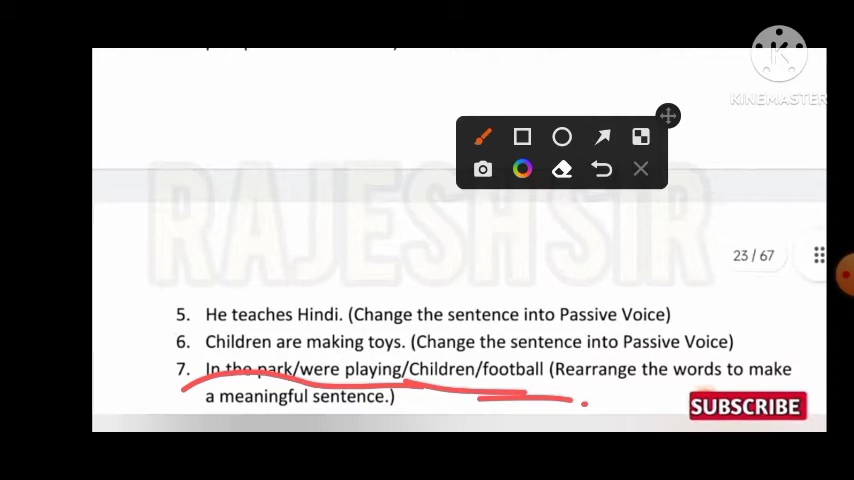 KINEMASTER
RAJESH SIR
23 / 67
5. He teaches Hindi. (Change the sentence into Passive Voice)
6. Children are making toys. (Change the sentence into Passive Voice)
7. In the park/were playing/Children/football (Rearrange the words to make
a meaningful sentence.)
SUBSCRIBE